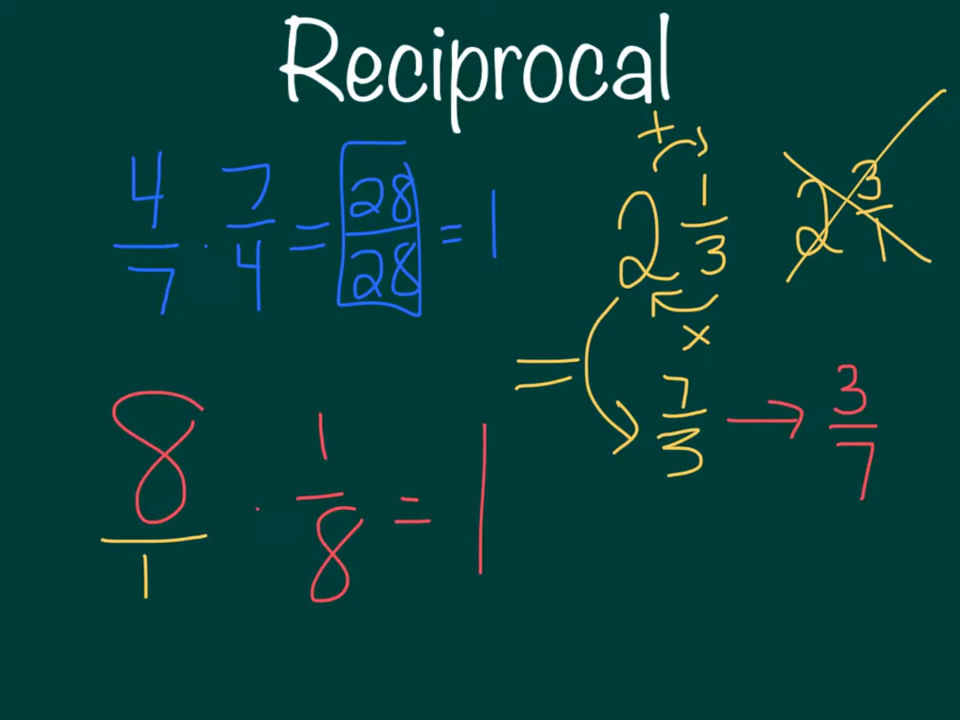 Reciprocal
4/7 · 7/4 = 28/28 = 1
8/1 · 1/8 = 1
+
2 1/3
×
= 7/3 → 3/7
2 3/1